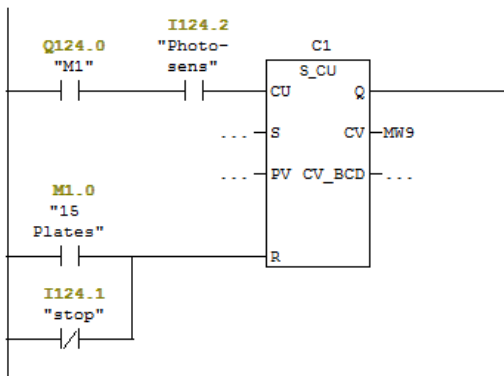 I124.2
Q124.0
"Photo-
C1
"M1"
sens"
S_CU
CU
Q
... S
CV MW9
... PV
CV_BCD ...
M1.0
"15
Plates"
R
I124.1
"stop"